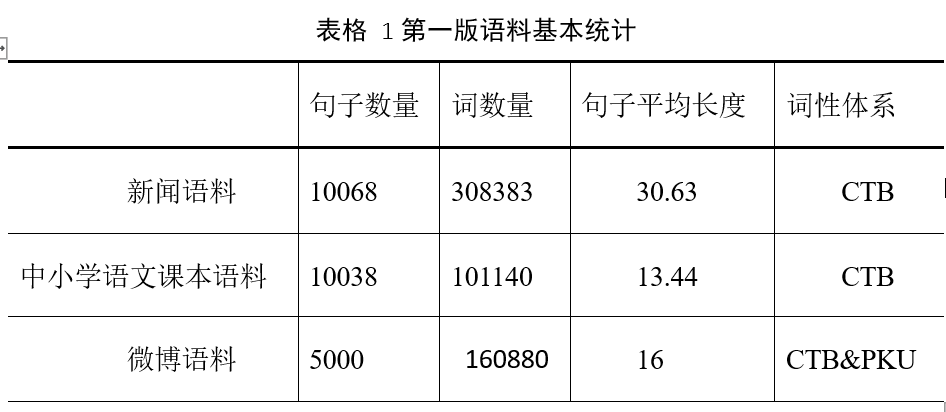 表格 1 第一版语料基本统计
句子数量 词数量 句子平均长度 词性体系
新闻语料 10068 308383 30.63 CTB
中小学语文课本语料 10038 101140 13.44 CTB
微博语料 5000 160880 16 CTB&PKU